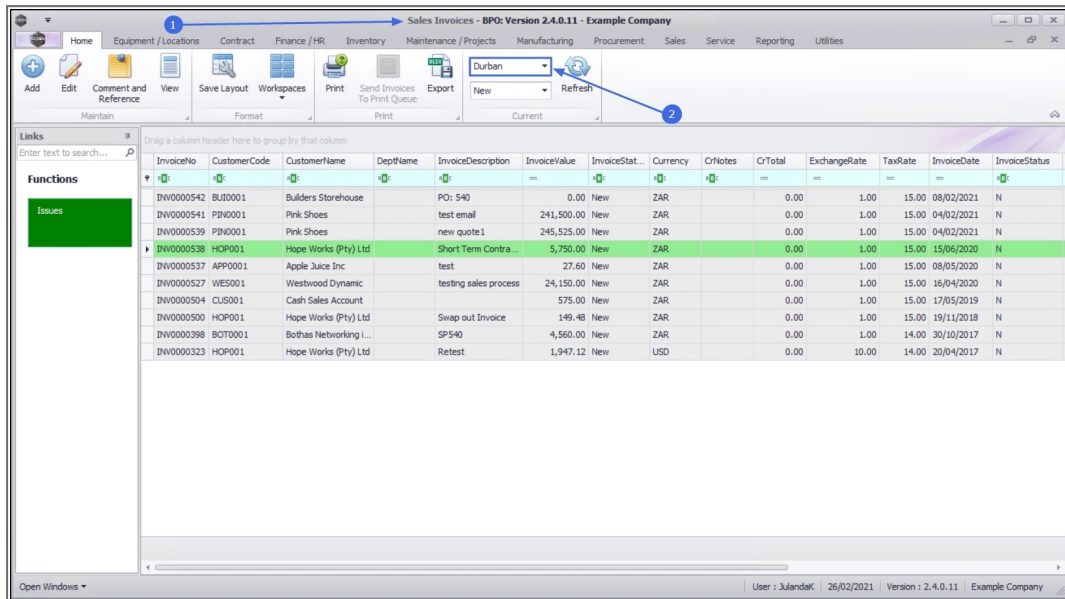 1
Sales Invoices - BPO: Version 2.4.0.11 - Example Company
Home Equipment / Locations Contract Finance / HR Inventory Maintenance / Projects Manufacturing Procurement Sales Service Reporting Utilities
Add Edit Comment and Reference View Save Layout Workspaces Print Send Invoices To Print Queue Export Durban New Refresh
2
Maintain Format Print Current
Links
Enter text to search...
Functions
Issues
Drag a column header here to group by that column
InvoiceNo CustomerCode CustomerName DeptName InvoiceDescription InvoiceValue InvoiceStat... Currency CrNotes CrTotal ExchangeRate TaxRate InvoiceDate InvoiceStatus
INV0000542 BUI0001 Builders Storehouse PO: 540 0.00 New ZAR 0.00 1.00 15.00 08/02/2021 N
INV0000541 PIN0001 Pink Shoes test email 241,500.00 New ZAR 0.00 1.00 15.00 04/02/2021 N
INV0000539 PIN0001 Pink Shoes new quote1 245,525.00 New ZAR 0.00 1.00 15.00 04/02/2021 N
INV0000538 HOP001 Hope Works (Pty) Ltd Short Term Contra... 5,750.00 New ZAR 0.00 1.00 15.00 15/06/2020 N
INV0000537 APP0001 Apple Juice Inc test 27.60 New ZAR 0.00 1.00 15.00 08/05/2020 N
INV0000527 WES001 Westwood Dynamic testing sales process 24,150.00 New ZAR 0.00 1.00 15.00 16/04/2020 N
INV0000504 CUS001 Cash Sales Account 575.00 New ZAR 0.00 1.00 15.00 17/05/2019 N
INV0000500 HOP001 Hope Works (Pty) Ltd Swap out Invoice 149.48 New ZAR 0.00 1.00 15.00 19/11/2018 N
INV0000398 BOT0001 Bothas Networking i... SP540 4,560.00 New ZAR 0.00 1.00 14.00 30/10/2017 N
INV0000323 HOP001 Hope Works (Pty) Ltd Retest 1,947.12 New USD 0.00 10.00 14.00 20/04/2017 N
Open Windows User : JulandaK 26/02/2021 Version : 2.4.0.11 Example Company